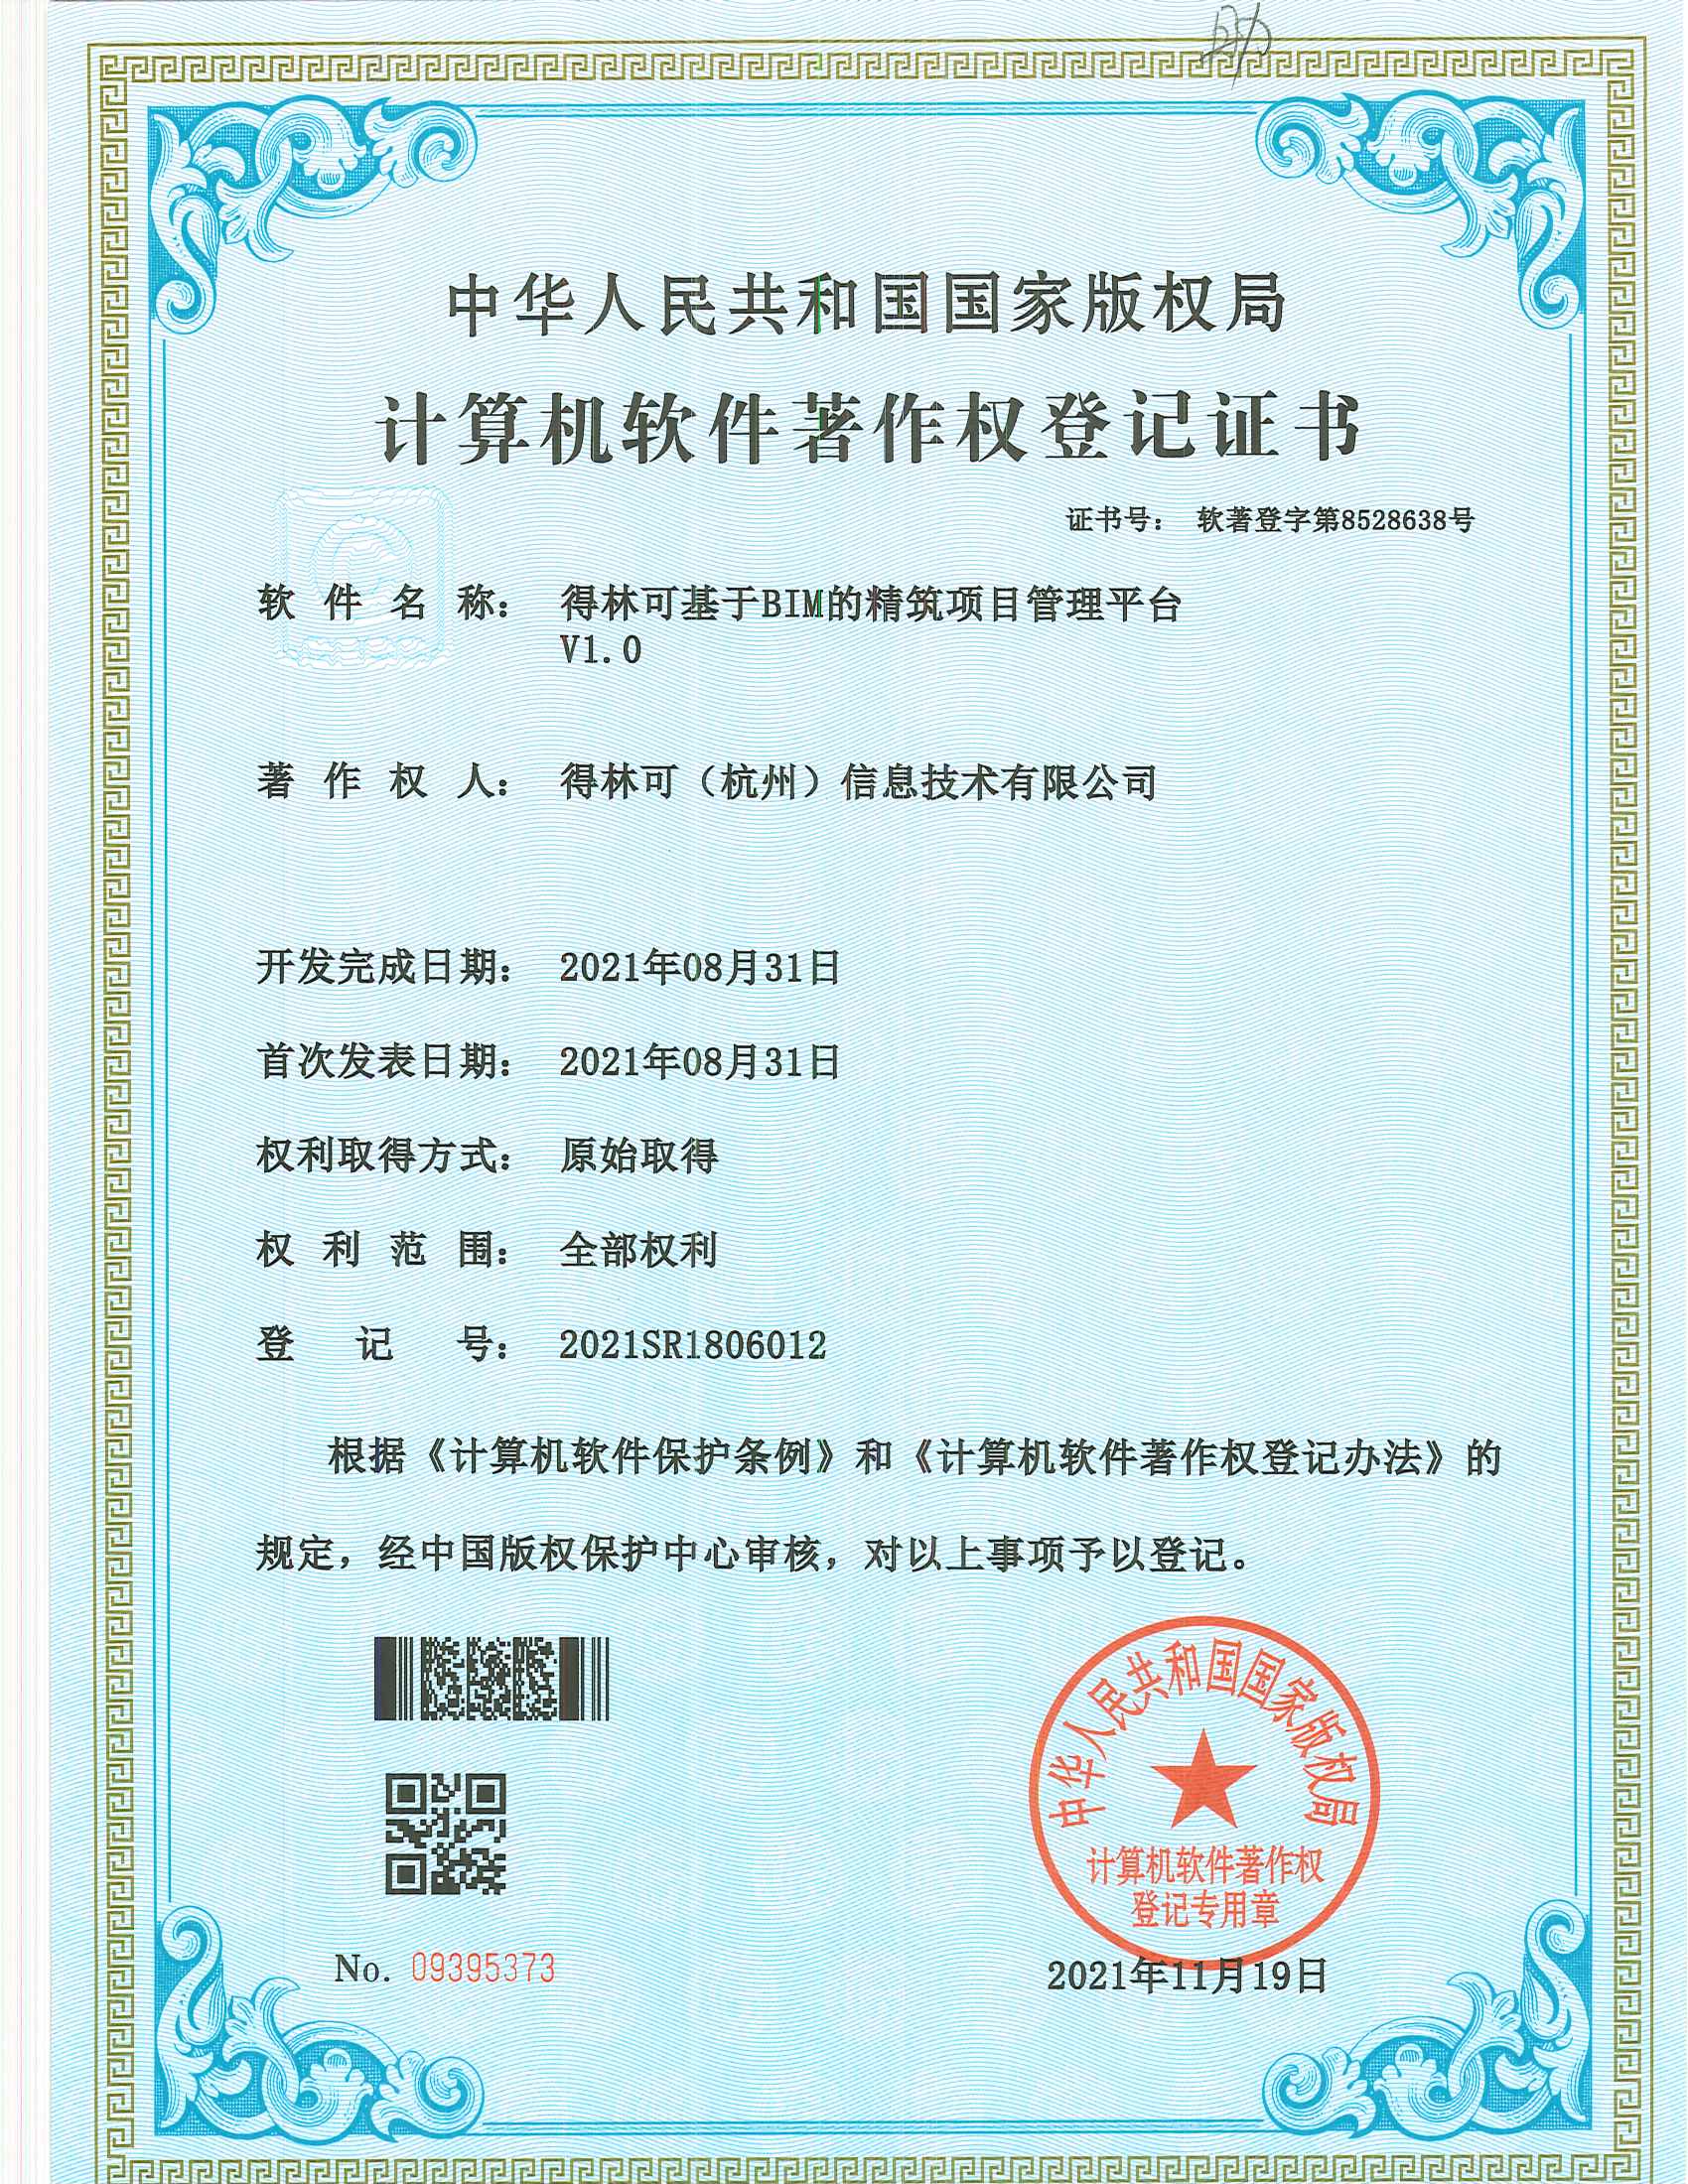 助
中华人民共和国国家版权局
计算机软件著作权登记证书
证书号： 软著登字第8528638号
软件名称： 得林可基于BIM的精筑项目管理平台
V1.0
著作权人： 得林可（杭州）信息技术有限公司
开发完成日期： 2021年08月31日
首次发表日期： 2021年08月31日
权利取得方式： 原始取得
权利范围： 全部权利
登记号： 2021SR1806012
根据《计算机软件保护条例》和《计算机软件著作权登记办法》的
规定，经中国版权保护中心审核，对以上事项予以登记。
中华人民共和国国家版权局
计算机软件著作权
登记专用章
No. 09395373
2021年11月19日